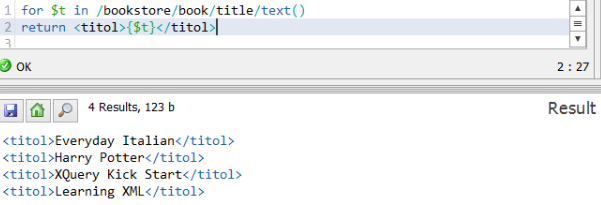 1 for $t in /bookstore/book/title/text()
2 return <titol>{$t}</titol>
3
OK 2 : 27
4 Results, 123 b Result
<titol>Everyday Italian</titol>
<titol>Harry Potter</titol>
<titol>XQuery Kick Start</titol>
<titol>Learning XML</titol>